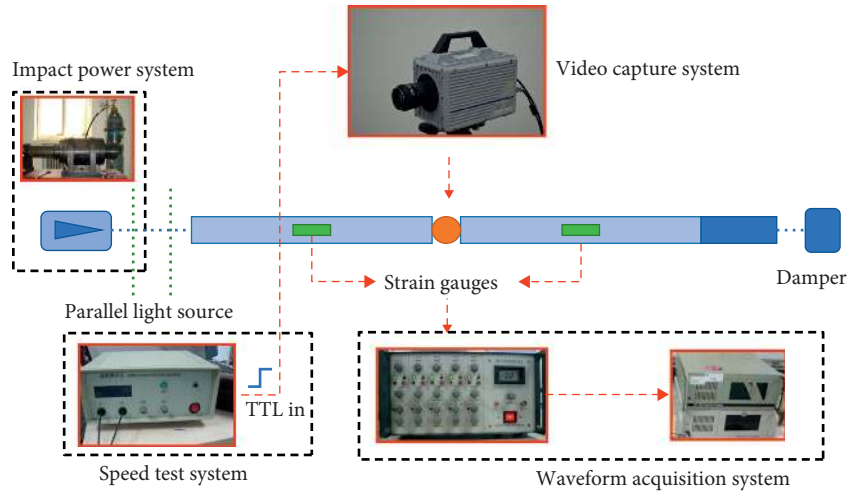 Impact power system
Video capture system
Strain gauges
Damper
Parallel light source
TTL in
Speed test system
Waveform acquisition system